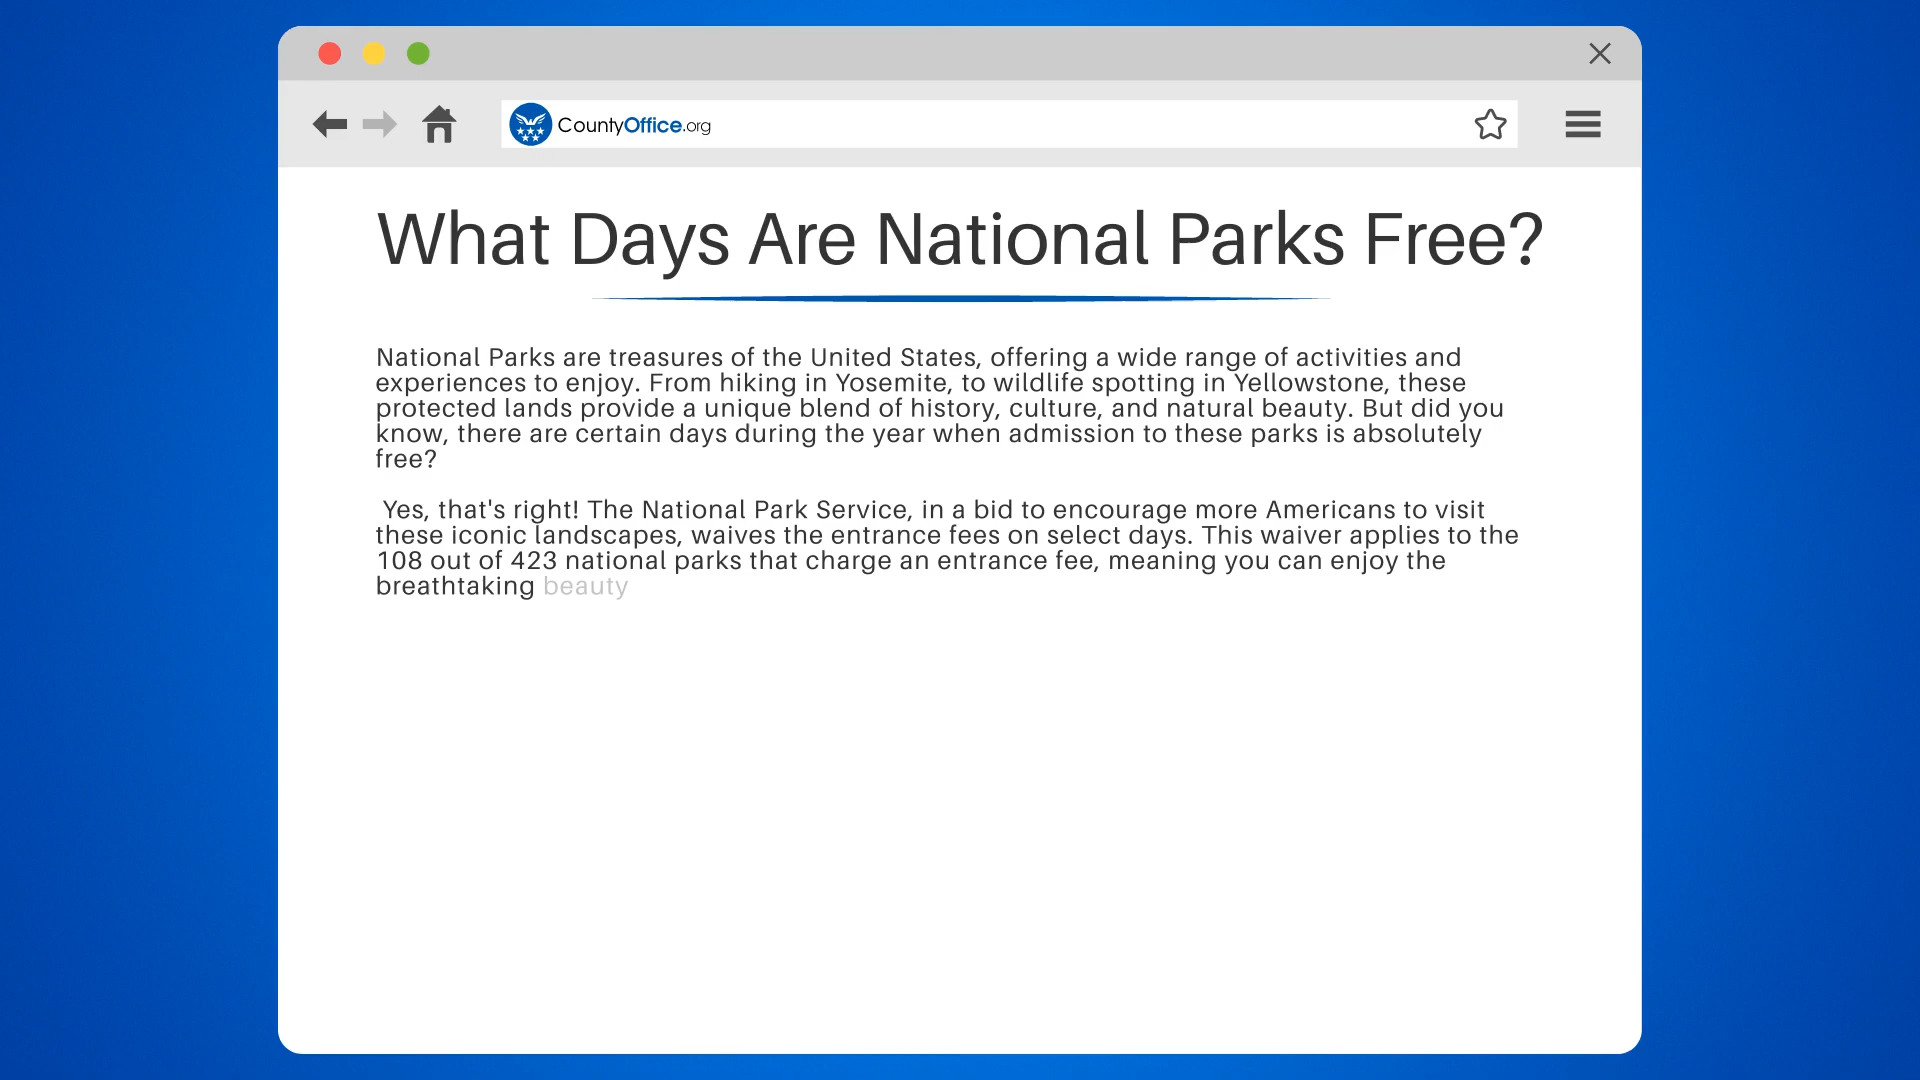 CountyOffice.org
What Days Are National Parks Free?
National Parks are treasures of the United States, offering a wide range of activities and
experiences to enjoy. From hiking in Yosemite, to wildlife spotting in Yellowstone, these
protected lands provide a unique blend of history, culture, and natural beauty. But did you
know, there are certain days during the year when admission to these parks is absolutely
free?
Yes, that's right! The National Park Service, in a bid to encourage more Americans to visit
these iconic landscapes, waives the entrance fees on select days. This waiver applies to the
108 out of 423 national parks that charge an entrance fee, meaning you can enjoy the
breathtaking beauty